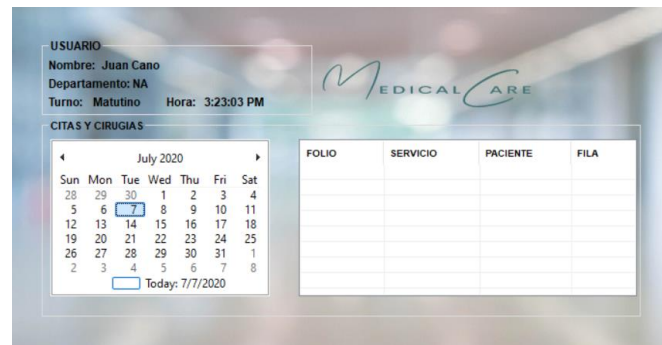 USUARIO
Nombre: Juan Cano
Departamento: NA
Turno: Matutino Hora: 3:23:03 PM
MEDICAL CARE
CITAS Y CIRUGIAS
July 2020
Sun Mon Tue Wed Thu Fri Sat
28 29 30 1 2 3 4
5 6 7 8 9 10 11
12 13 14 15 16 17 18
19 20 21 22 23 24 25
26 27 28 29 30 31 1
2 3 4 5 6 7 8
Today: 7/7/2020
FOLIO SERVICIO PACIENTE FILA